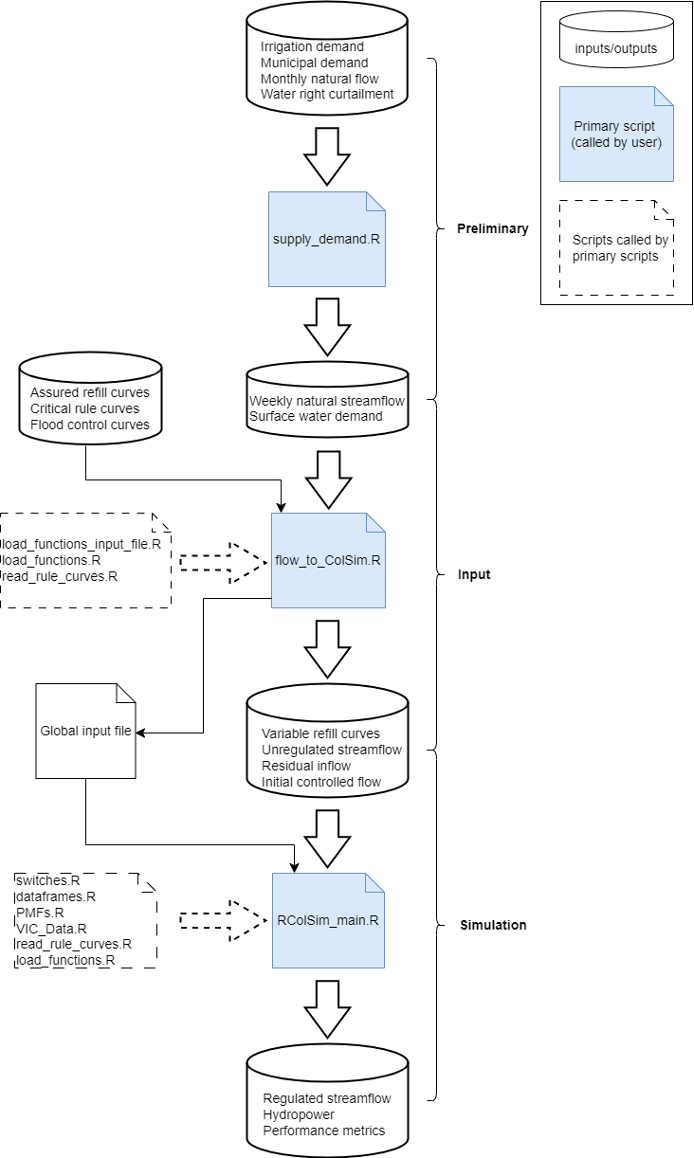 Irrigation demand
Municipal demand
Monthly natural flow
Water right curtailment
inputs/outputs
Primary script
(called by user)
Scripts called by
primary scripts
supply_demand.R
Preliminary
Assured refill curves
Critical rule curves
Flood control curves
Weekly natural streamflow
Surface water demand
load_functions_input_file.R
load_functions.R
read_rule_curves.R
flow_to_ColSim.R
Input
Global input file
Variable refill curves
Unregulated streamflow
Residual inflow
Initial controlled flow
switches.R
dataframes.R
PMFs.R
VIC_Data.R
read_rule_curves.R
load_functions.R
RColSim_main.R
Simulation
Regulated streamflow
Hydropower
Performance metrics